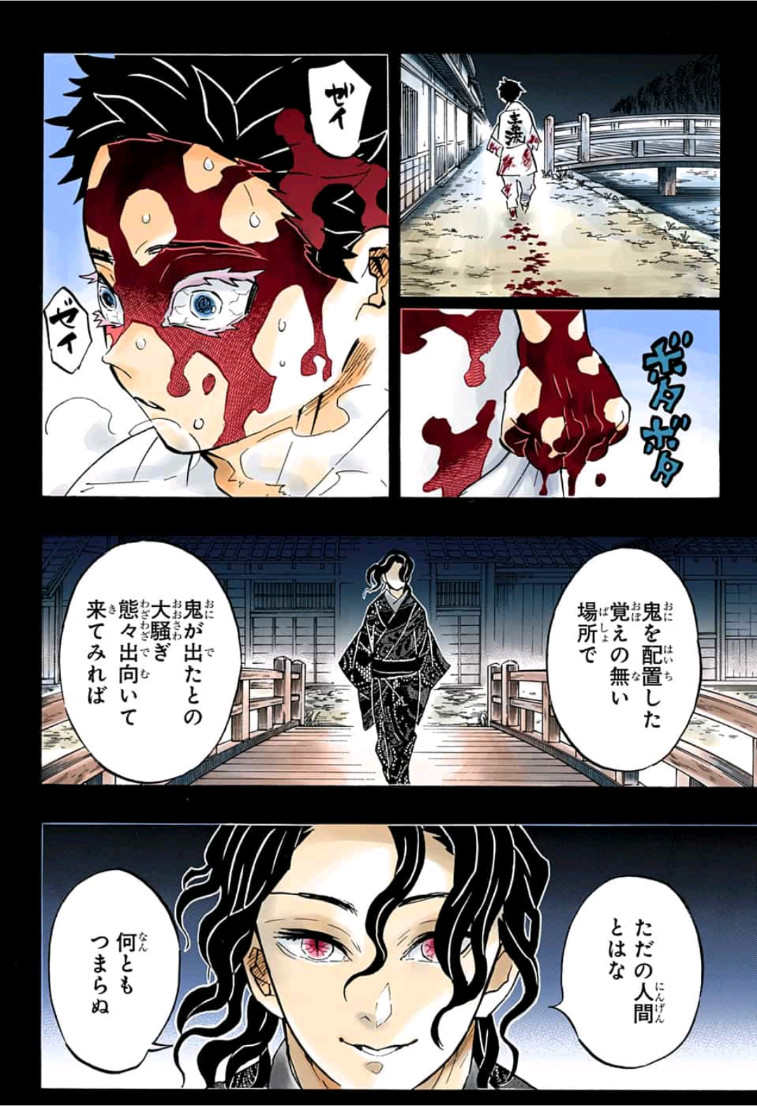 素流
ゼイ
ゼイ
ボタボタ
鬼を配置した
覚えの無い
場所で
鬼が出たとの
大騒ぎ
態々出向いて
来てみれば
ただの人間
とはな
何とも
つまらぬ